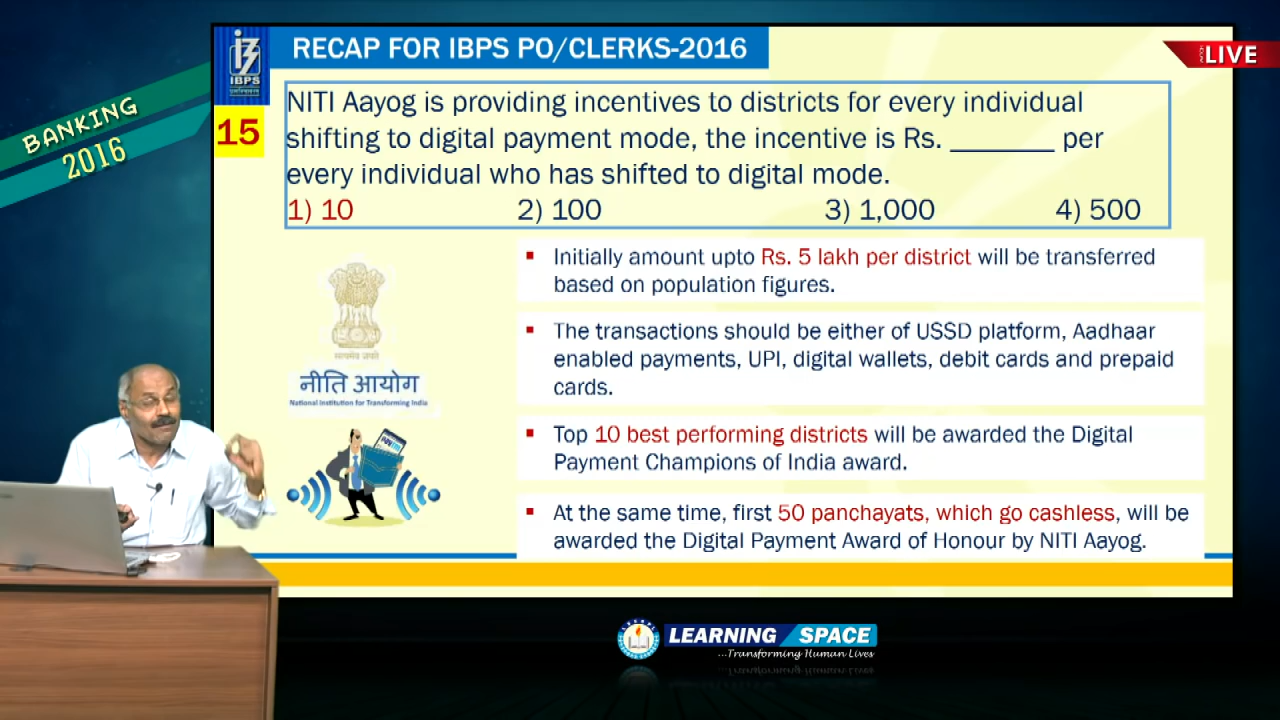 RECAP FOR IBPS PO/CLERKS-2016
LIVE
IBPS
BANKING
2016
15
NITI Aayog is providing incentives to districts for every individual
shifting to digital payment mode, the incentive is Rs. _______ per
every individual who has shifted to digital mode.
1) 10 2) 100 3) 1,000 4) 500
▪ Initially amount upto Rs. 5 lakh per district will be transferred
based on population figures.
▪ The transactions should be either of USSD platform, Aadhaar
enabled payments, UPI, digital wallets, debit cards and prepaid
cards.
▪ Top 10 best performing districts will be awarded the Digital
Payment Champions of India award.
▪ At the same time, first 50 panchayats, which go cashless, will be
awarded the Digital Payment Award of Honour by NITI Aayog.
सत्यमेव जयते
नीति आयोग
National Institution for Transforming India
LEARNING SPACE
...Transforming Human Lives